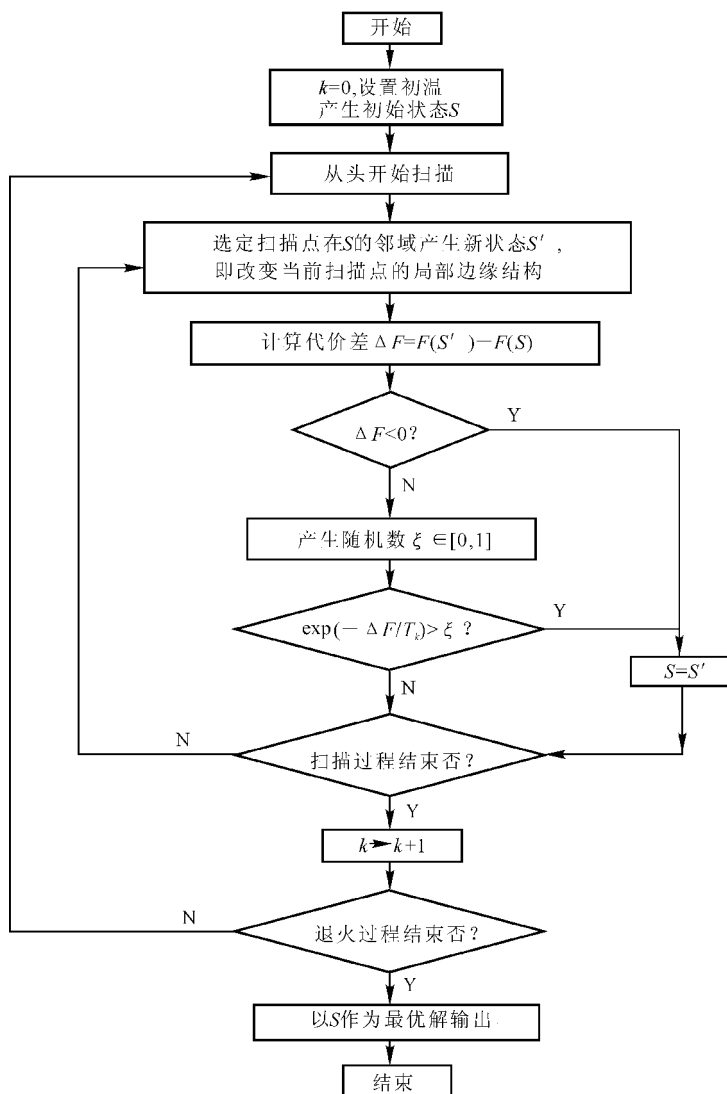 开始
k=0,设置初温
产生初始状态S
从头开始扫描
选定扫描点在S的邻域产生新状态S′,
即改变当前扫描点的局部边缘结构
计算代价差ΔF=F(S′)−F(S)
ΔF<0?
Y
N
产生随机数ξ∈[0,1]
exp(−ΔF/Tk)>ξ?
Y
S=S′
N
扫描过程结束否?
N
Y
k→k+1
退火过程结束否?
N
Y
以S作为最优解输出
结束